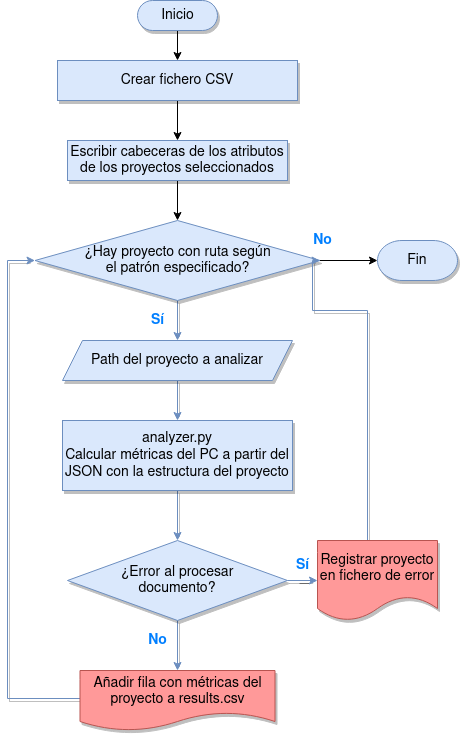 Inicio
Crear fichero CSV
Escribir cabeceras de los atributos
de los proyectos seleccionados
¿Hay proyecto con ruta según
el patrón especificado?
No
Fin
Sí
Path del proyecto a analizar
analyzer.py
Calcular métricas del PC a partir del
JSON con la estructura del proyecto
¿Error al procesar
documento?
Sí
Registrar proyecto
en fichero de error
No
Añadir fila con métricas del
proyecto a results.csv